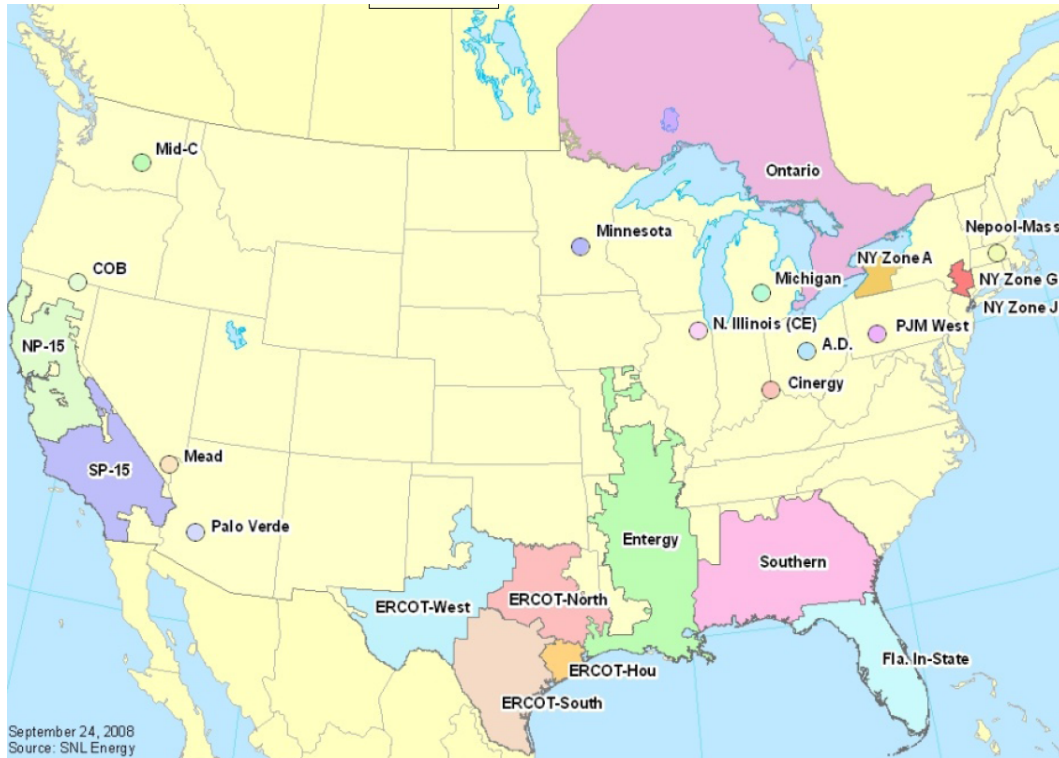 Mid-C
Ontario
Minnesota
Nepool-Mass
NY Zone A
COB
Michigan
NY Zone G
NY Zone J
N. Illinois (CE)
PJM West
NP-15
A.D.
Cinergy
Mead
SP-15
Palo Verde
Entergy
Southern
ERCOT-West
ERCOT-North
Fla. In-State
ERCOT-Hou
ERCOT-South
September 24, 2008
Source: SNL Energy